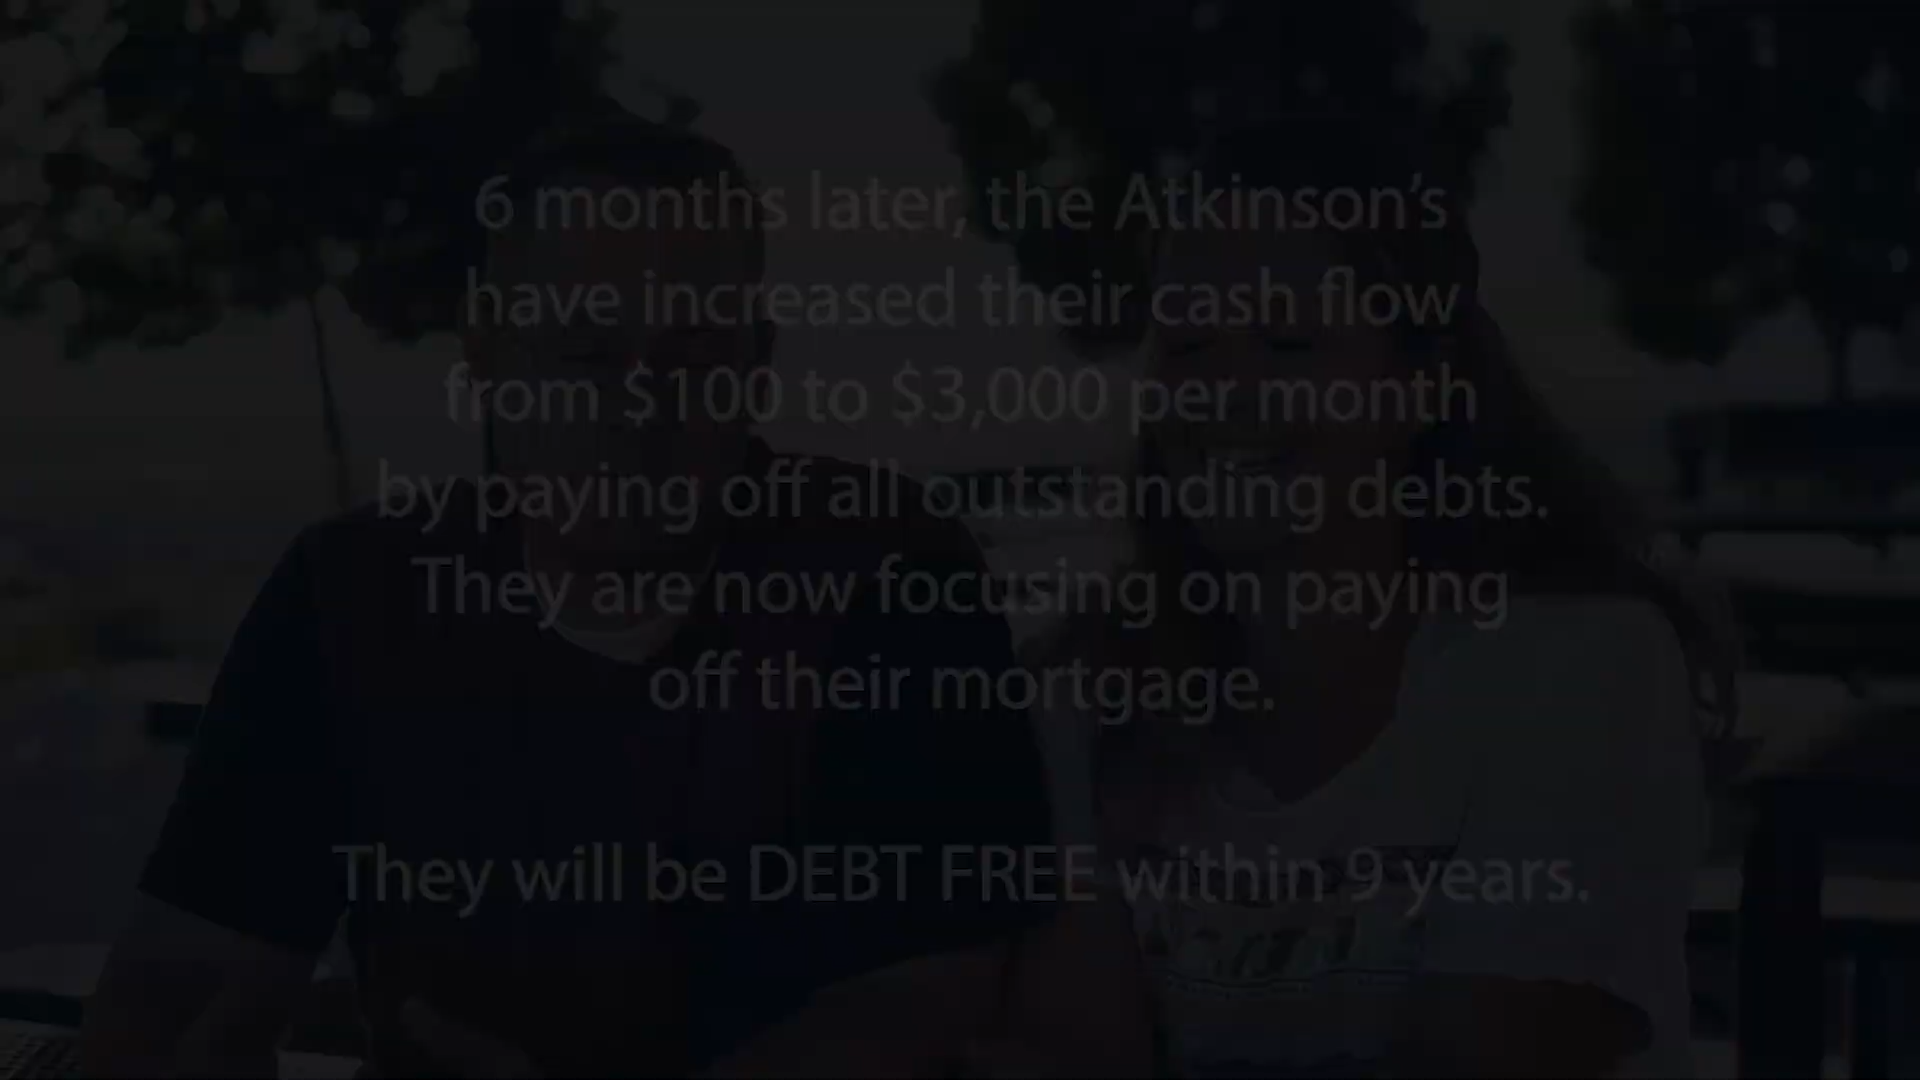 6 months later, the Atkinson’s
have increased their cash flow
from $100 to $3,000 per month
by paying off all outstanding debts.
They are now focusing on paying
off their mortgage.
They will be DEBT FREE within 9 years.